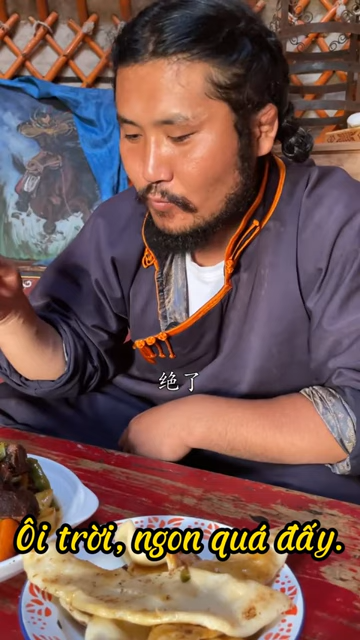 绝了
Ôi trời, ngon quá đấy.